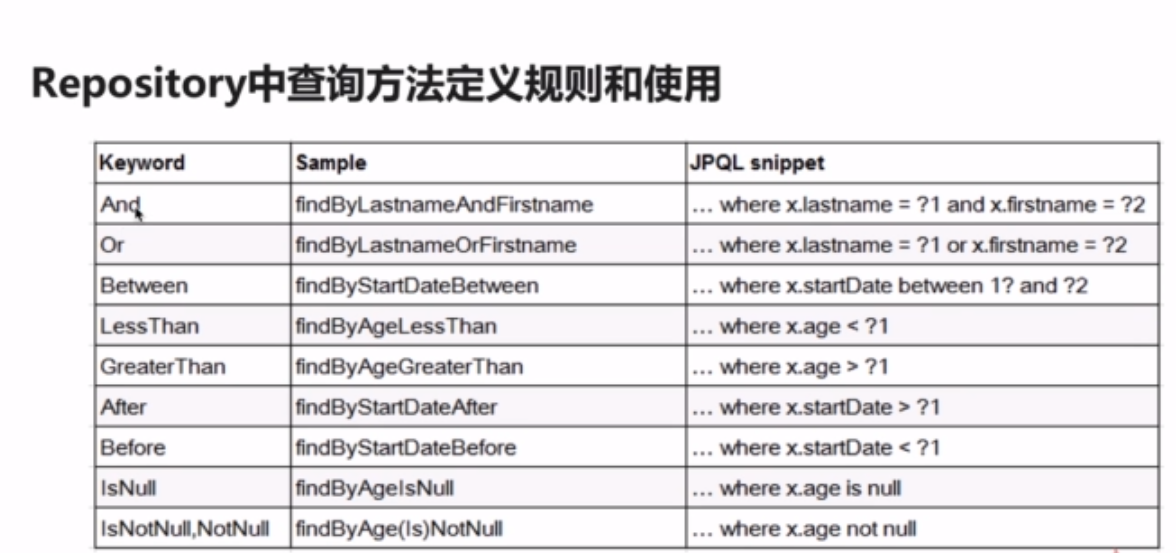 Repository中查询方法定义规则和使用
Keyword Sample JPQL snippet
And findByLastnameAndFirstname … where x.lastname = ?1 and x.firstname = ?2
Or findByLastnameOrFirstname … where x.lastname = ?1 or x.firstname = ?2
Between findByStartDateBetween … where x.startDate between 1? and ?2
LessThan findByAgeLessThan … where x.age < ?1
GreaterThan findByAgeGreaterThan … where x.age > ?1
After findByStartDateAfter … where x.startDate > ?1
Before findByStartDateBefore … where x.startDate < ?1
IsNull findByAgeIsNull … where x.age is null
IsNotNull,NotNull findByAge(Is)NotNull … where x.age not null